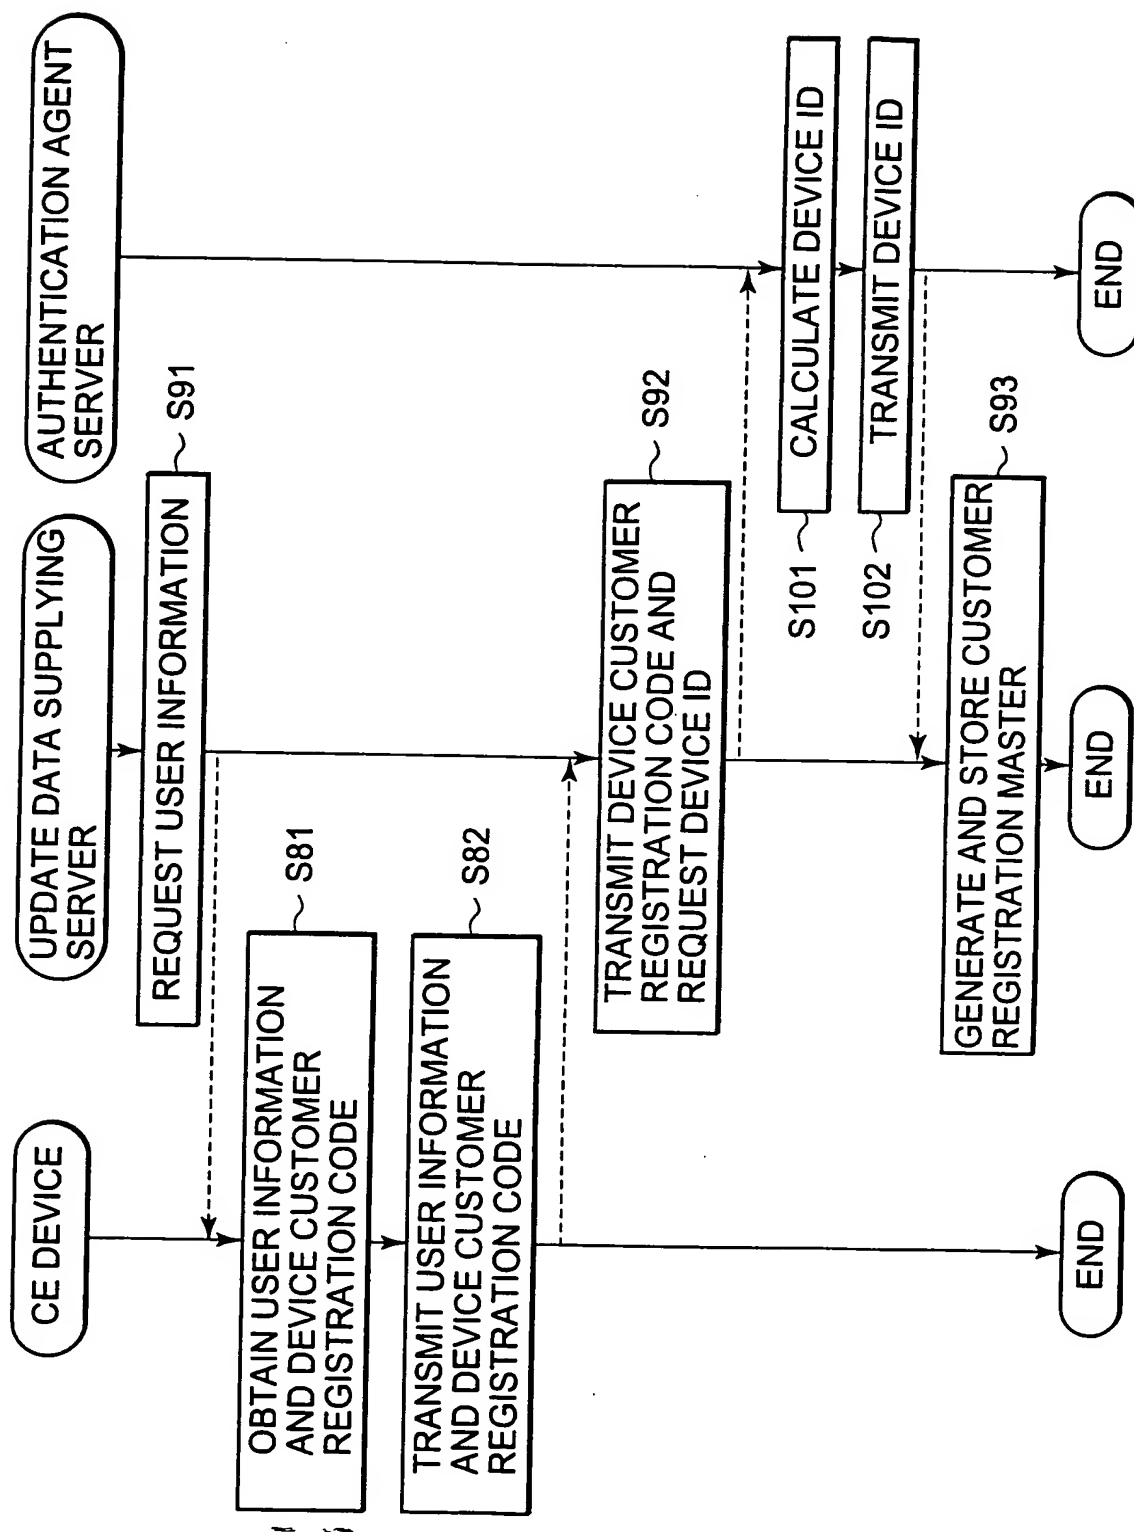 CE DEVICE
UPDATE DATA SUPPLYING
SERVER
AUTHENTICATION AGENT
SERVER
REQUEST USER INFORMATION
S91
OBTAIN USER INFORMATION
AND DEVICE CUSTOMER
REGISTRATION CODE
S81
TRANSMIT USER INFORMATION
AND DEVICE CUSTOMER
REGISTRATION CODE
S82
TRANSMIT DEVICE CUSTOMER
REGISTRATION CODE AND
REQUEST DEVICE ID
S92
S101
CALCULATE DEVICE ID
S102
TRANSMIT DEVICE ID
GENERATE AND STORE CUSTOMER
REGISTRATION MASTER
S93
END
END
END